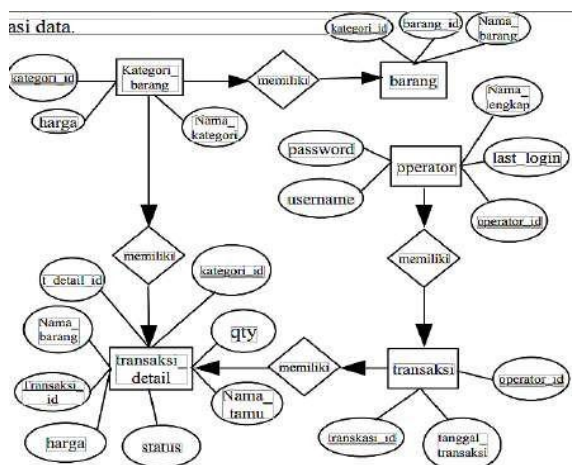 asi data.
kategori_id
barang_id
Nama_
barang
kategori_id
Kategori_
barang
memiliki
barang
harga
Nama_
kategori
Nama_
lengkap
password
operator
last_login
username
operator_id
memiliki
memiliki
t_detail_id
kategori_id
Nama_
barang
qty
transaksi_
detail
memiliki
transaksi
Transaksi_
id
Nama_
tamu
operator_id
harga
status
transkasi_id
tanggal_
transaksi